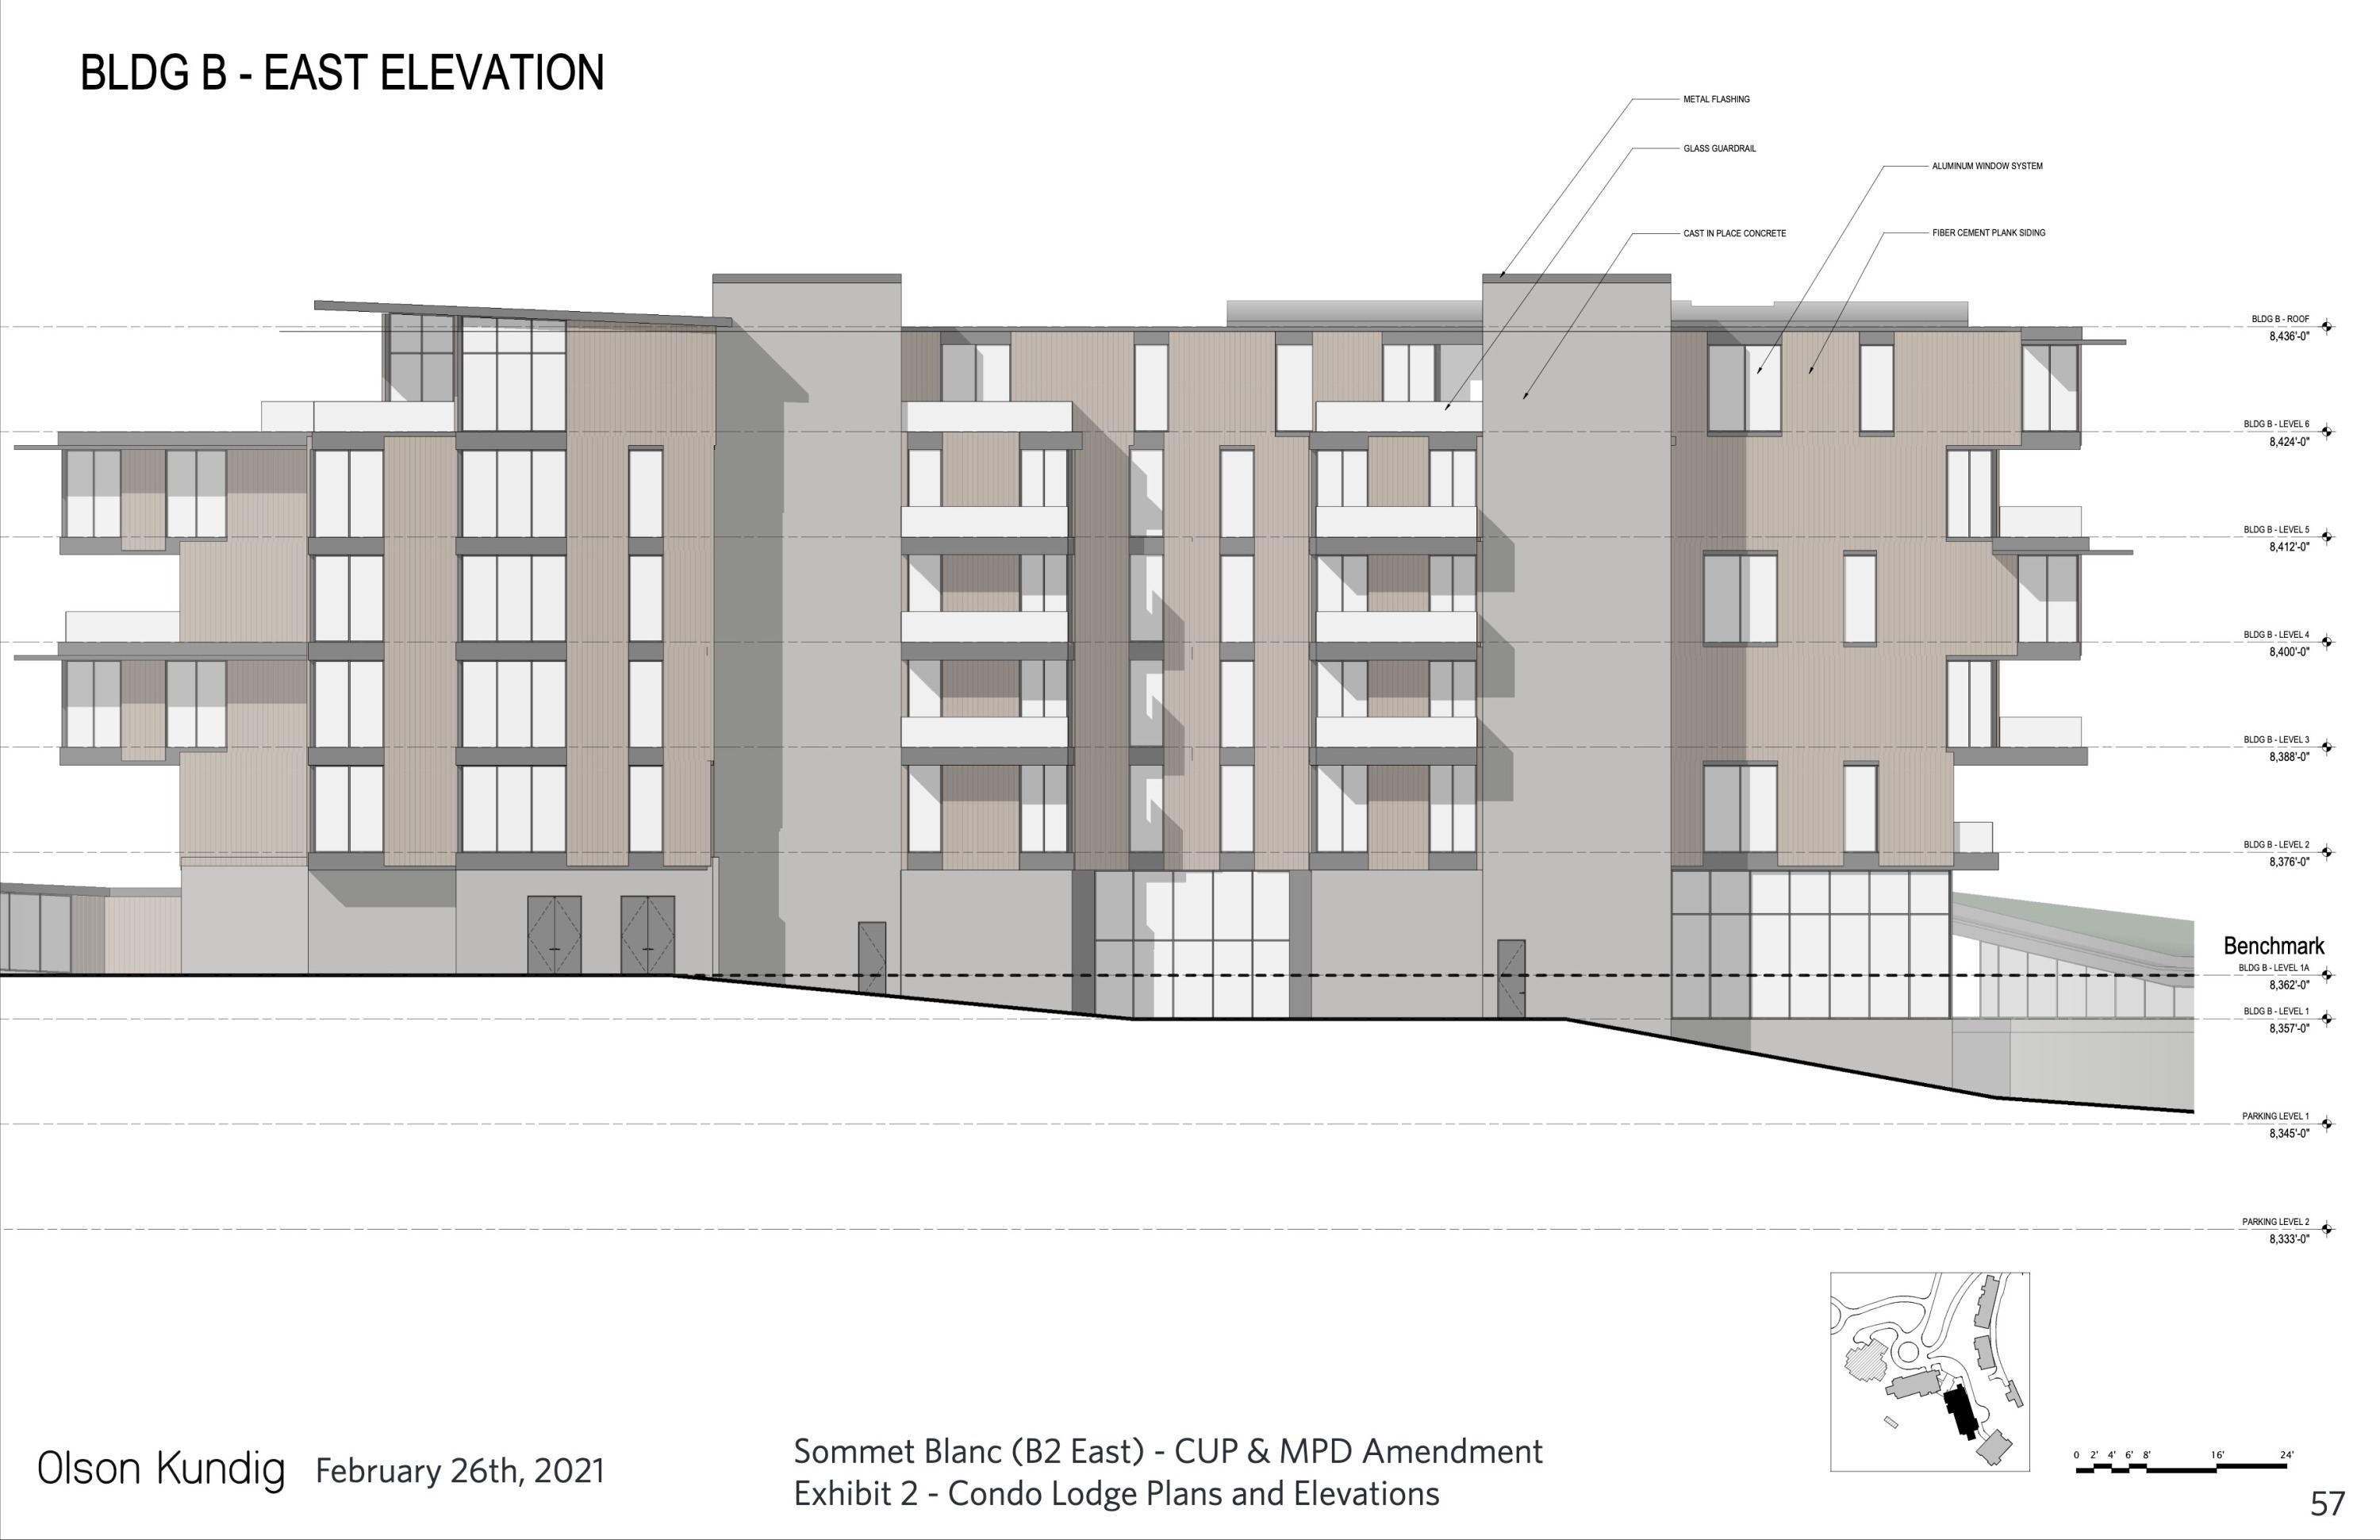 BLDG B - EAST ELEVATION
METAL FLASHING
GLASS GUARDRAIL
ALUMINUM WINDOW SYSTEM
CAST IN PLACE CONCRETE
FIBER CEMENT PLANK SIDING
BLDG B - ROOF
8,436'-0"
BLDG B - LEVEL 6
8,424'-0"
BLDG B - LEVEL 5
8,412'-0"
BLDG B - LEVEL 4
8,400'-0"
BLDG B - LEVEL 3
8,388'-0"
BLDG B - LEVEL 2
8,376'-0"
Benchmark
BLDG B - LEVEL 1A
8,362'-0"
BLDG B - LEVEL 1
8,357'-0"
PARKING LEVEL 1
8,345'-0"
PARKING LEVEL 2
8,333'-0"
0 2' 4' 6' 8' 16' 24'
Olson Kundig February 26th, 2021
Sommet Blanc (B2 East) - CUP & MPD Amendment
Exhibit 2 - Condo Lodge Plans and Elevations
57